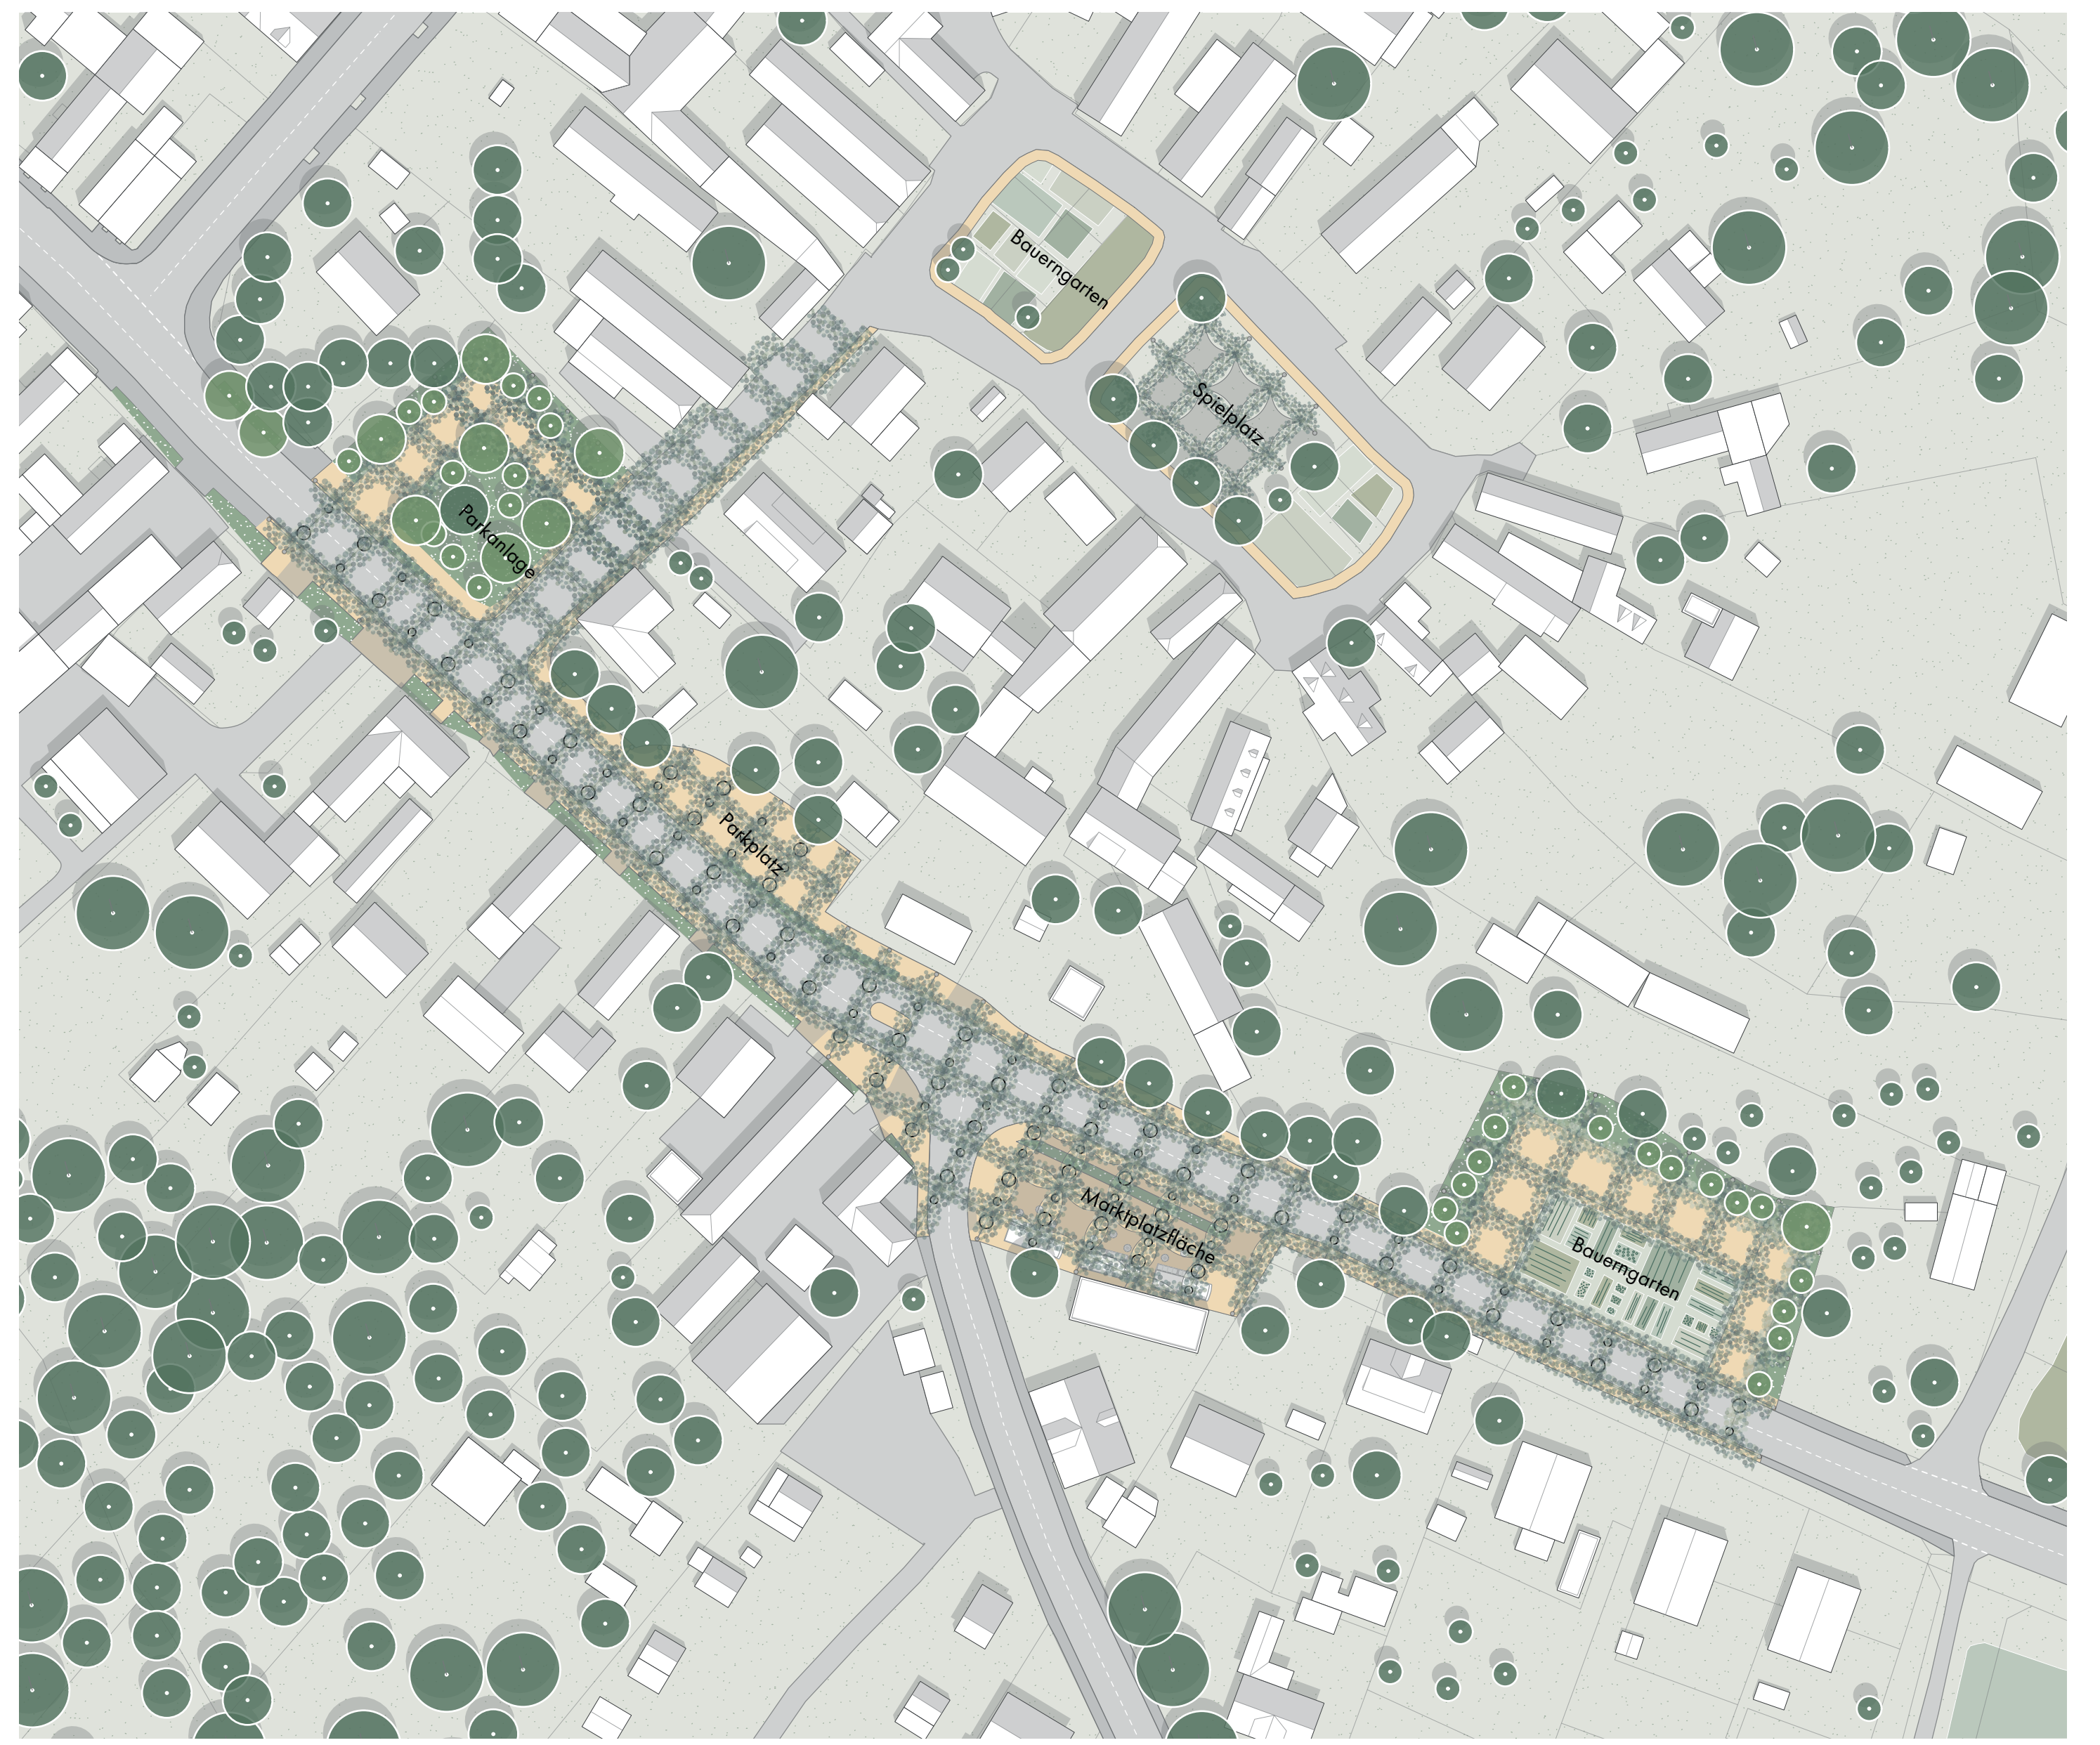 Bauerngarten
Spielplatz
Parkanlage
Parkplatz
Marktplatzfläche
Bauerngarten